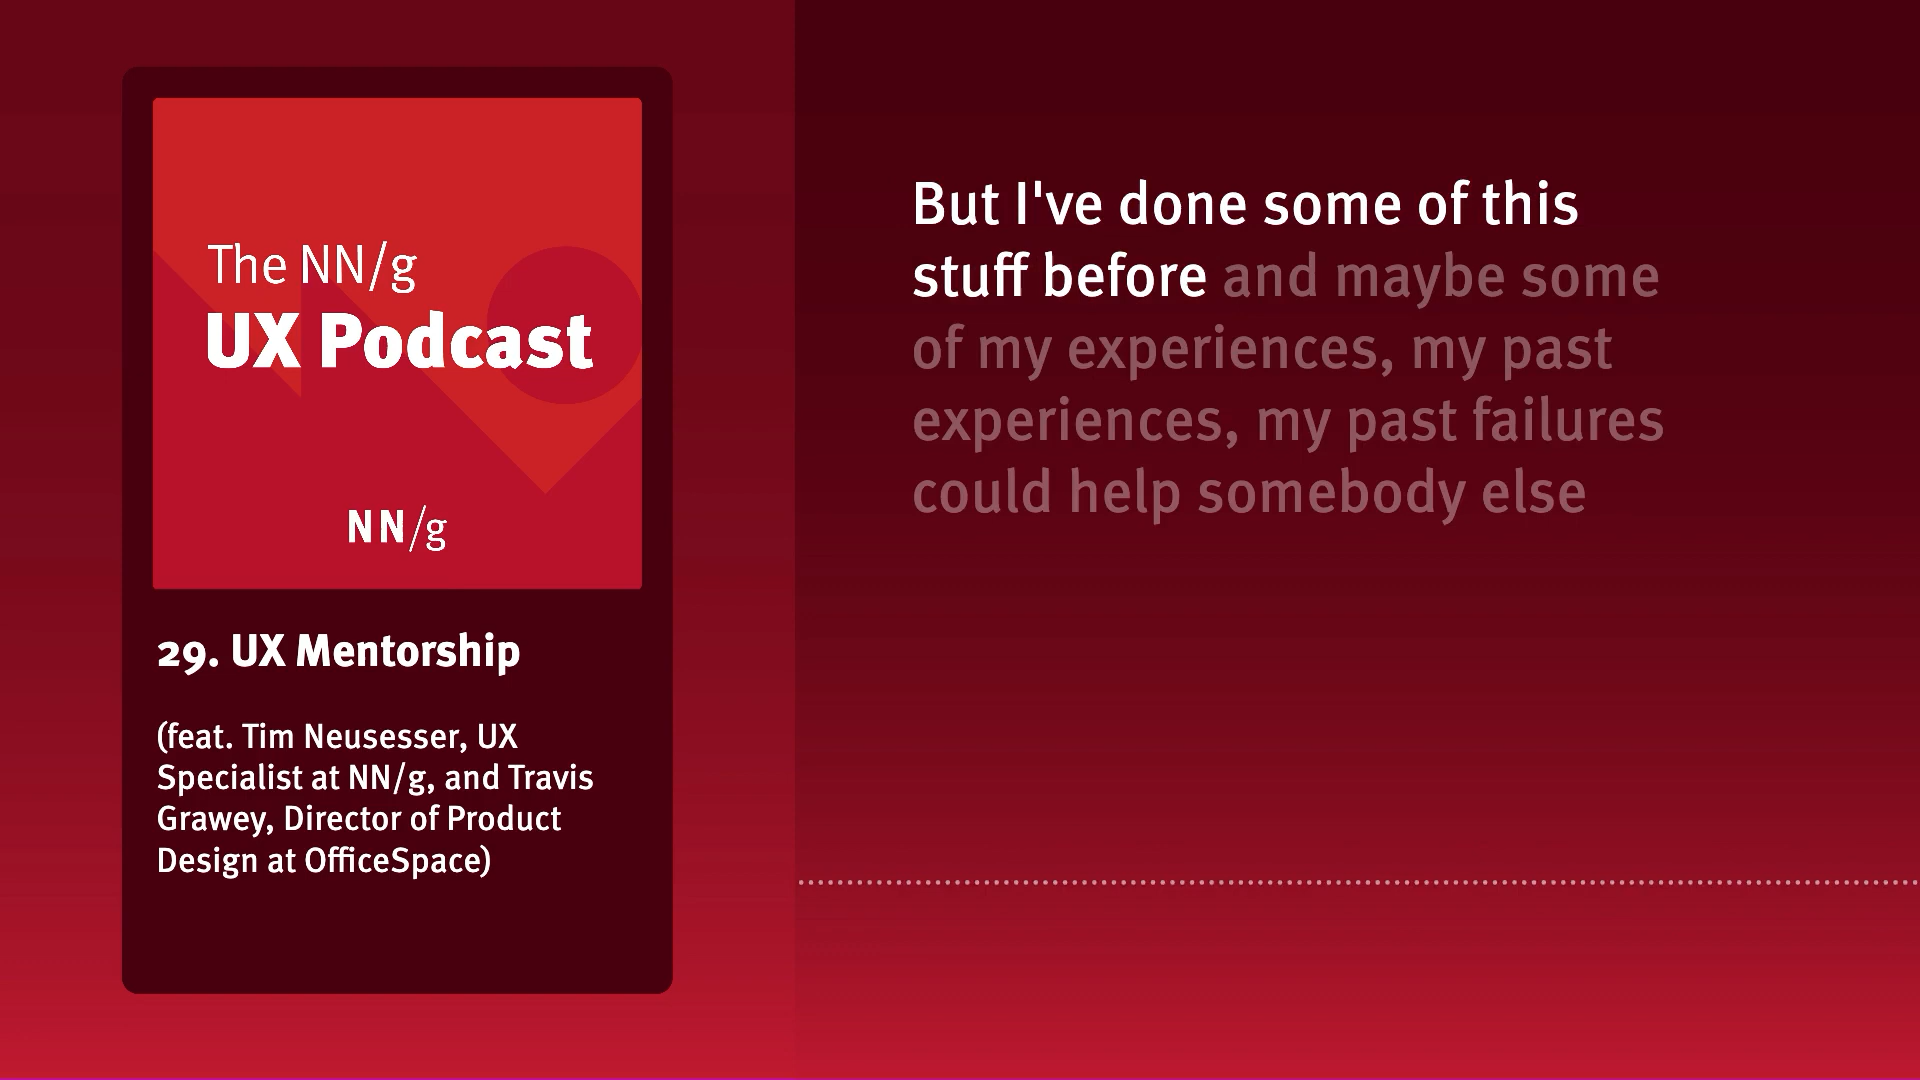 The NN/g
UX Podcast
NN/g
29. UX Mentorship
(feat. Tim Neusesser, UX
Specialist at NN/g, and Travis
Grawey, Director of Product
Design at OfficeSpace)
But I've done some of this
stuff before and maybe some
of my experiences, my past
experiences, my past failures
could help somebody else